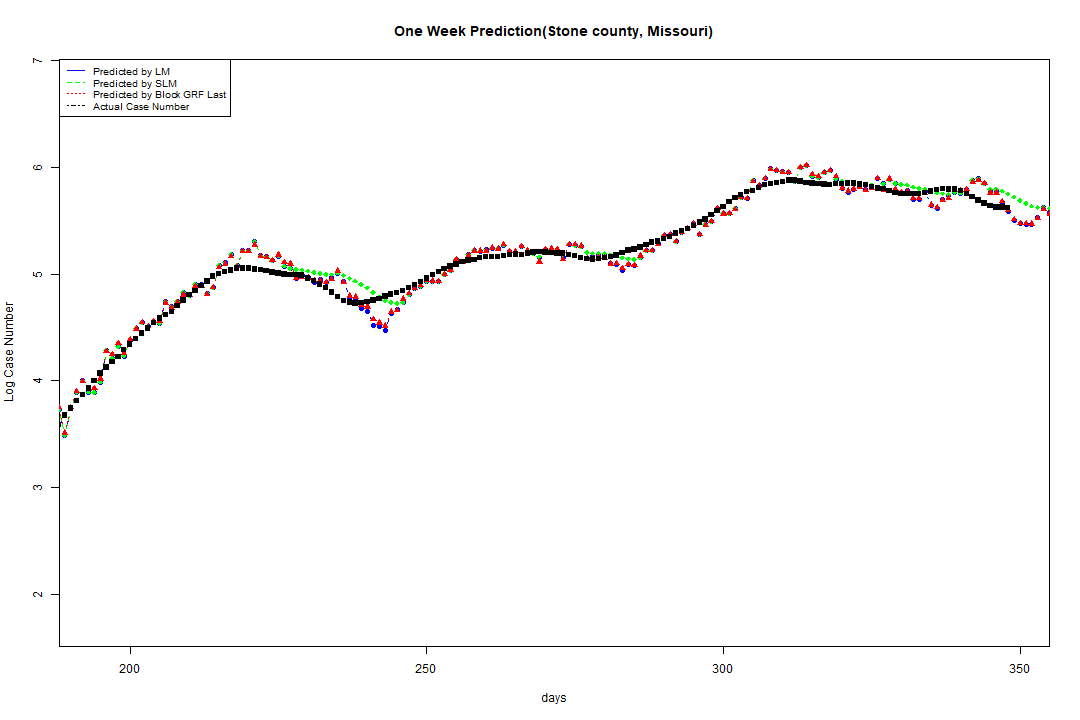 One Week Prediction(Stone county, Missouri)
Predicted by LM
Predicted by SLM
Predicted by Block GRF Last
Actual Case Number
7
6
5
4
3
2
Log Case Number
200
250
300
350
days